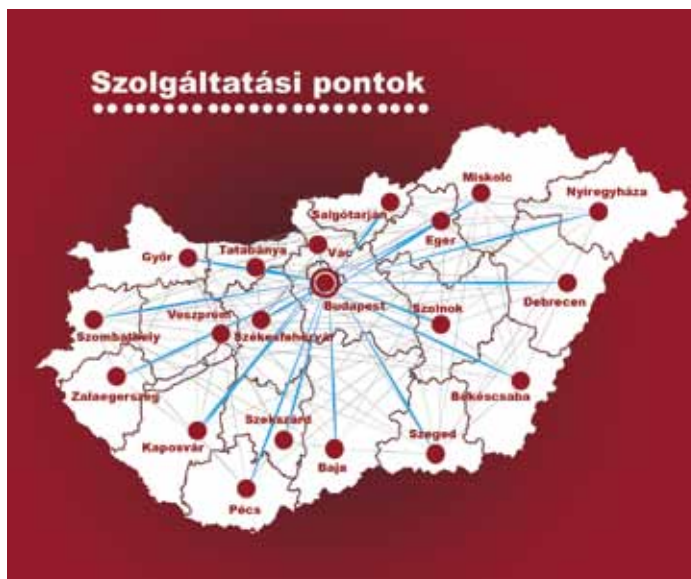 Szolgáltatási pontok
Miskolc
Nyíregyháza
Salgótarján
Eger
Vác
Tatabánya
Győr
Budapest
Debrecen
Szolnok
Veszprém
Székesfehérvár
Szombathely
Zalaegerszeg
Békéscsaba
Szekszárd
Kaposvár
Szeged
Baja
Pécs